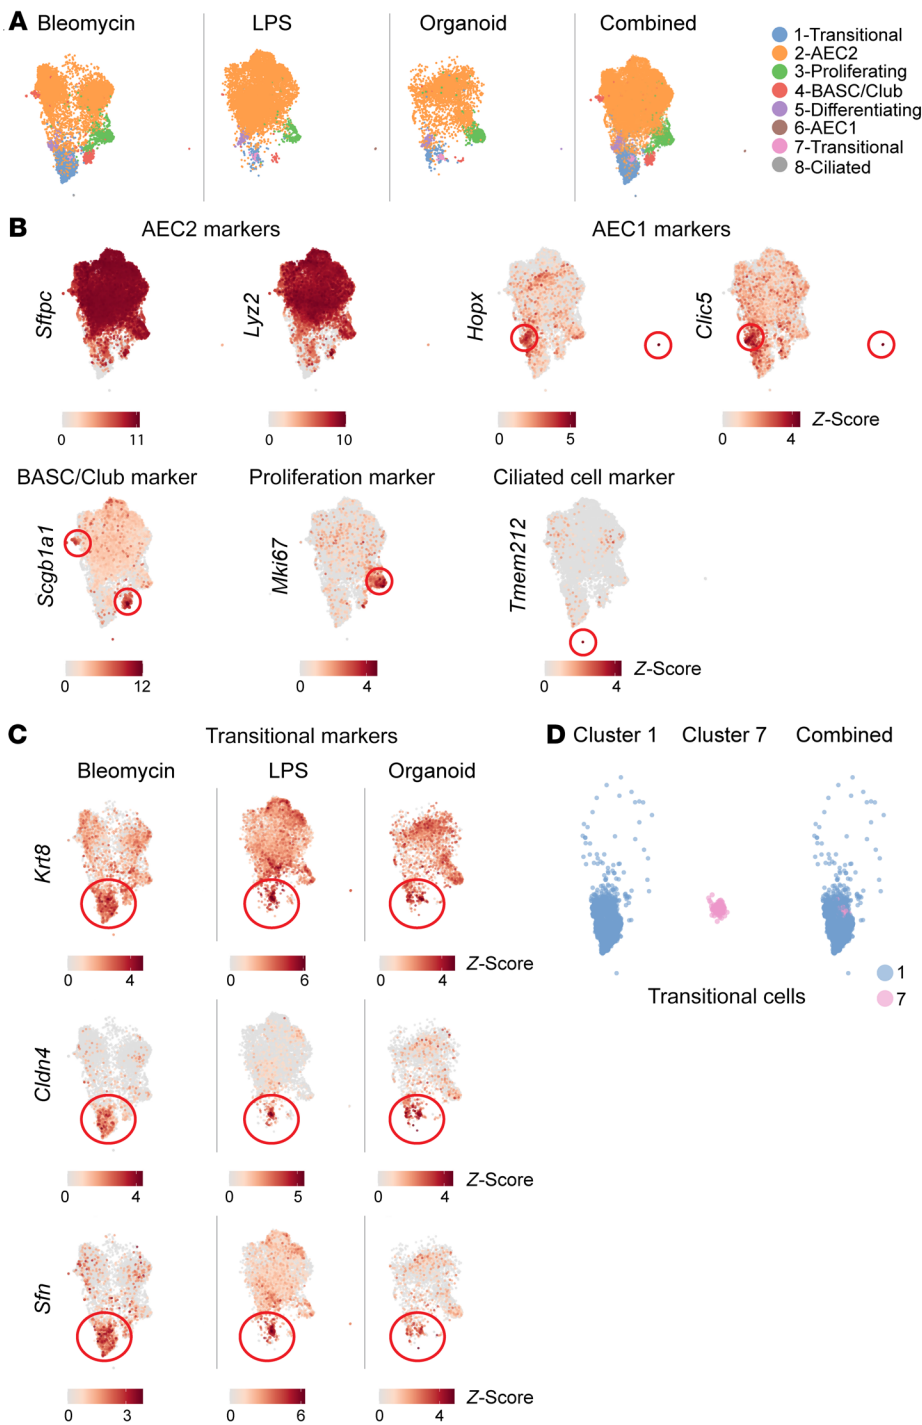 A Bleomycin LPS Organoid Combined
1-Transitional
2-AEC2
3-Proliferating
4-BASC/Club
5-Differentiating
6-AEC1
7-Transitional
8-Ciliated
B AEC2 markers AEC1 markers
Sftpc Lyz2 Hopx Clic5
0 11 0 10 0 5 0 4 Z-Score
BASC/Club marker Proliferation marker Ciliated cell marker
Scgb1a1 Mki67 Tmem212
0 12 0 4 0 4 Z-Score
C Transitional markers
Bleomycin LPS Organoid
Krt8
0 4 0 6 0 4 Z-Score
Cldn4
0 4 0 5 0 4 Z-Score
Sfn
0 3 0 6 0 4 Z-Score
D Cluster 1 Cluster 7 Combined
1
7
Transitional cells